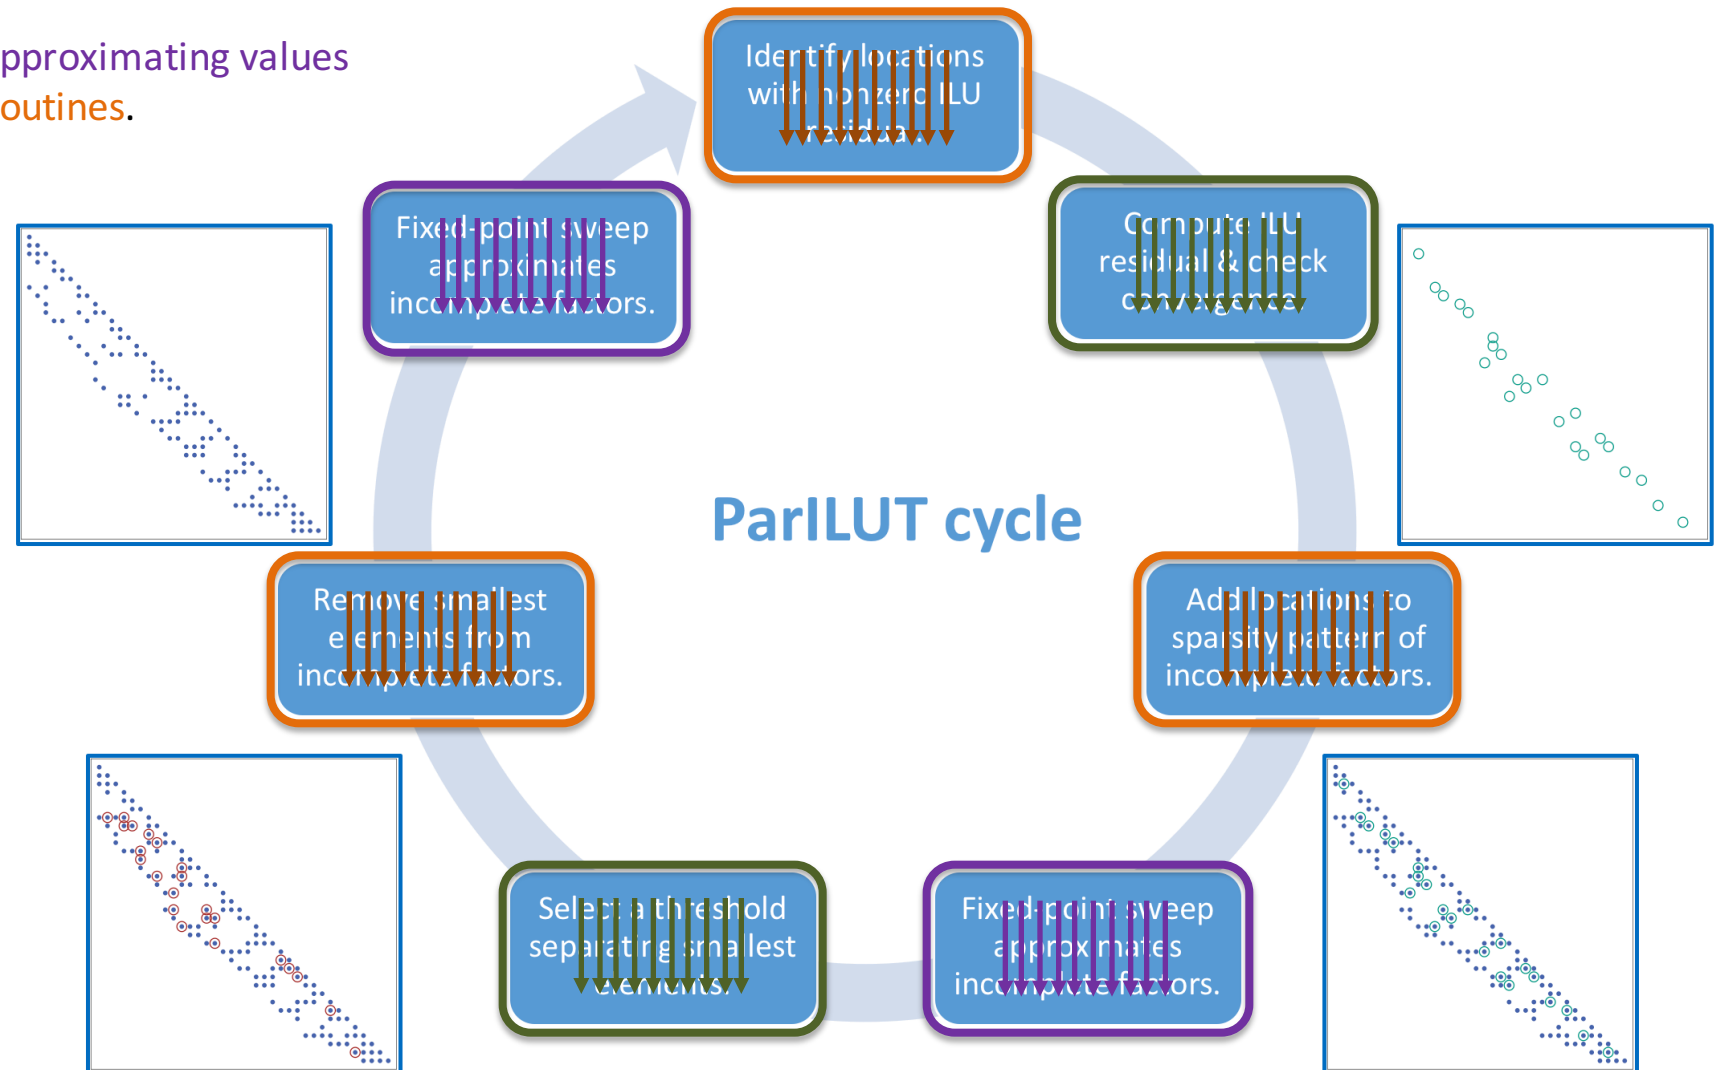 pproximating values
outines.
Identify locations
with nonzero ILU
residual.
Fixed-point sweep
approximates
incomplete factors.
Compute ILU
residual & check
convergence.
ParILUT cycle
Remove smallest
elements from
incomplete factors.
Add locations to
sparsity pattern of
incomplete factors.
Select a threshold
separating smallest
elements.
Fixed-point sweep
approximates
incomplete factors.